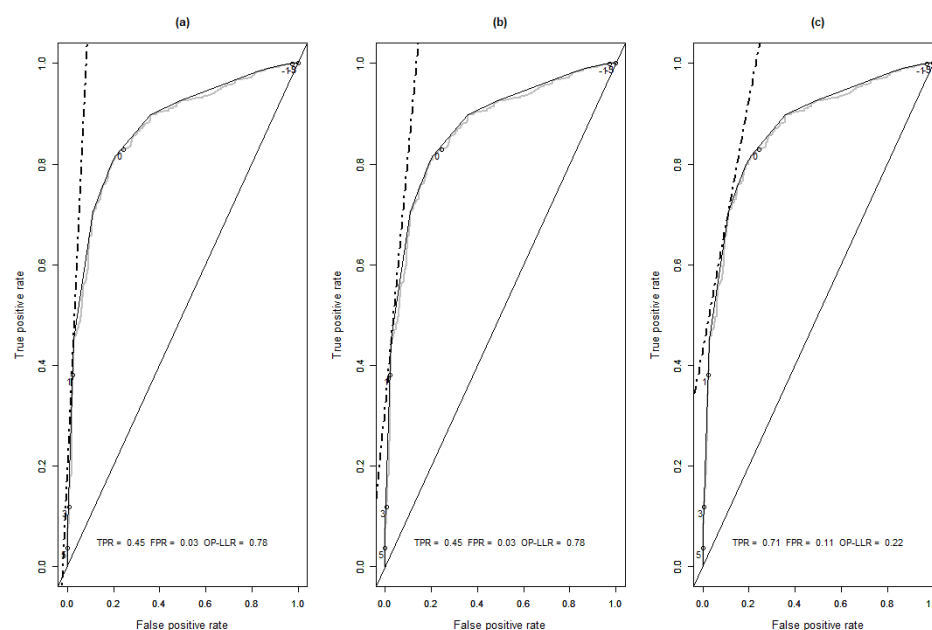 (a) (b) (c)
True positive rate
1.0
0.8
0.6
0.4
0.2
0.0
0
1
3
5
TPR = 0.45 FPR = 0.03 OP-LLR = 0.78
0.0 0.2 0.4 0.6 0.8 1.0
False positive rate
True positive rate
1.0
0.8
0.6
0.4
0.2
0.0
0
1
3
5
TPR = 0.45 FPR = 0.03 OP-LLR = 0.78
0.0 0.2 0.4 0.6 0.8 1.0
False positive rate
True positive rate
1.0
0.8
0.6
0.4
0.2
0.0
0
1
3
5
TPR = 0.71 FPR = 0.11 OP-LLR = 0.22
0.0 0.2 0.4 0.6 0.8 1.0
False positive rate